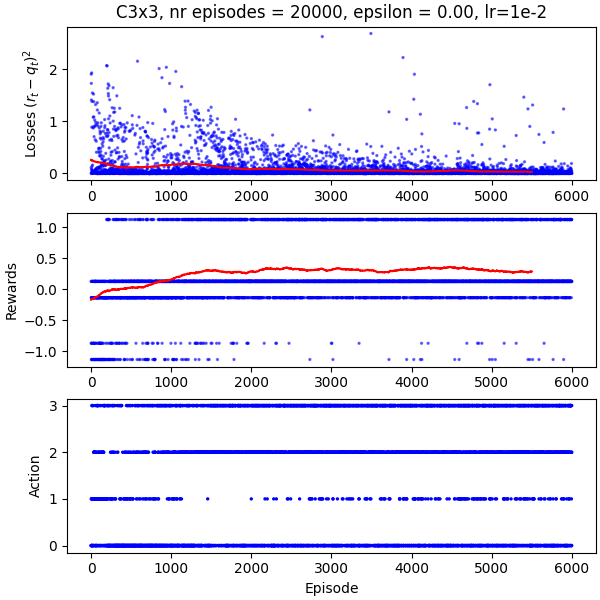 C3x3, nr episodes = 20000, epsilon = 0.00, lr=1e-2
Losses (r_t − q_t)²
2
1
0
0 1000 2000 3000 4000 5000 6000
Rewards
1.0
0.5
0.0
−0.5
−1.0
0 1000 2000 3000 4000 5000 6000
Action
3
2
1
0
0 1000 2000 3000 4000 5000 6000
Episode